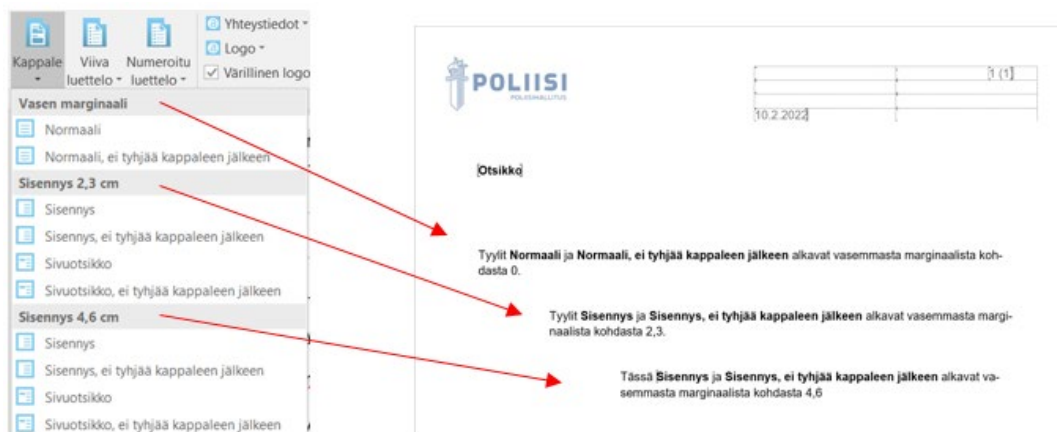 Kappale
Viiva
luettelo
Numeroitu
luettelo
Yhteystiedot
Logo
Värillinen logo
Vasen marginaali
Normaali
Normaali, ei tyhjää kappaleen jälkeen
Sisennys 2,3 cm
Sisennys
Sisennys, ei tyhjää kappaleen jälkeen
Sivuotsikko
Sivuotsikko, ei tyhjää kappaleen jälkeen
Sisennys 4,6 cm
Sisennys
Sisennys, ei tyhjää kappaleen jälkeen
Sivuotsikko
Sivuotsikko, ei tyhjää kappaleen jälkeen
POLIISI
POLIISIHALLITUS
1 (1)
10.2.2022
Otsikko
Tyylit Normaali ja Normaali, ei tyhjää kappaleen jälkeen alkavat vasemmasta marginaalista koh-
dasta 0.
Tyylit Sisennys ja Sisennys, ei tyhjää kappaleen jälkeen alkavat vasemmasta margi-
naalista kohdasta 2,3.
Tässä Sisennys ja Sisennys, ei tyhjää kappaleen jälkeen alkavat va-
semmasta marginaalista kohdasta 4,6